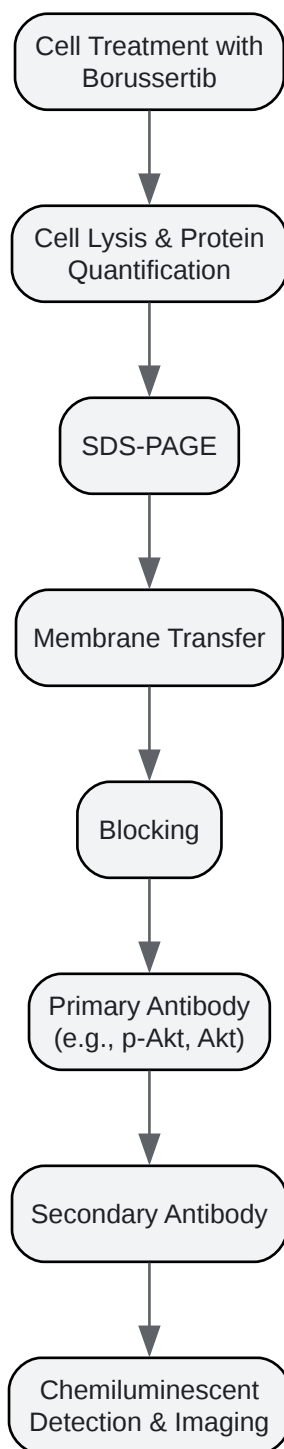 Cell Treatment with
Borussertib
Cell Lysis & Protein
Quantification
SDS-PAGE
Membrane Transfer
Blocking
Primary Antibody
(e.g., p-Akt, Akt)
Secondary Antibody
Chemiluminescent
Detection & Imaging